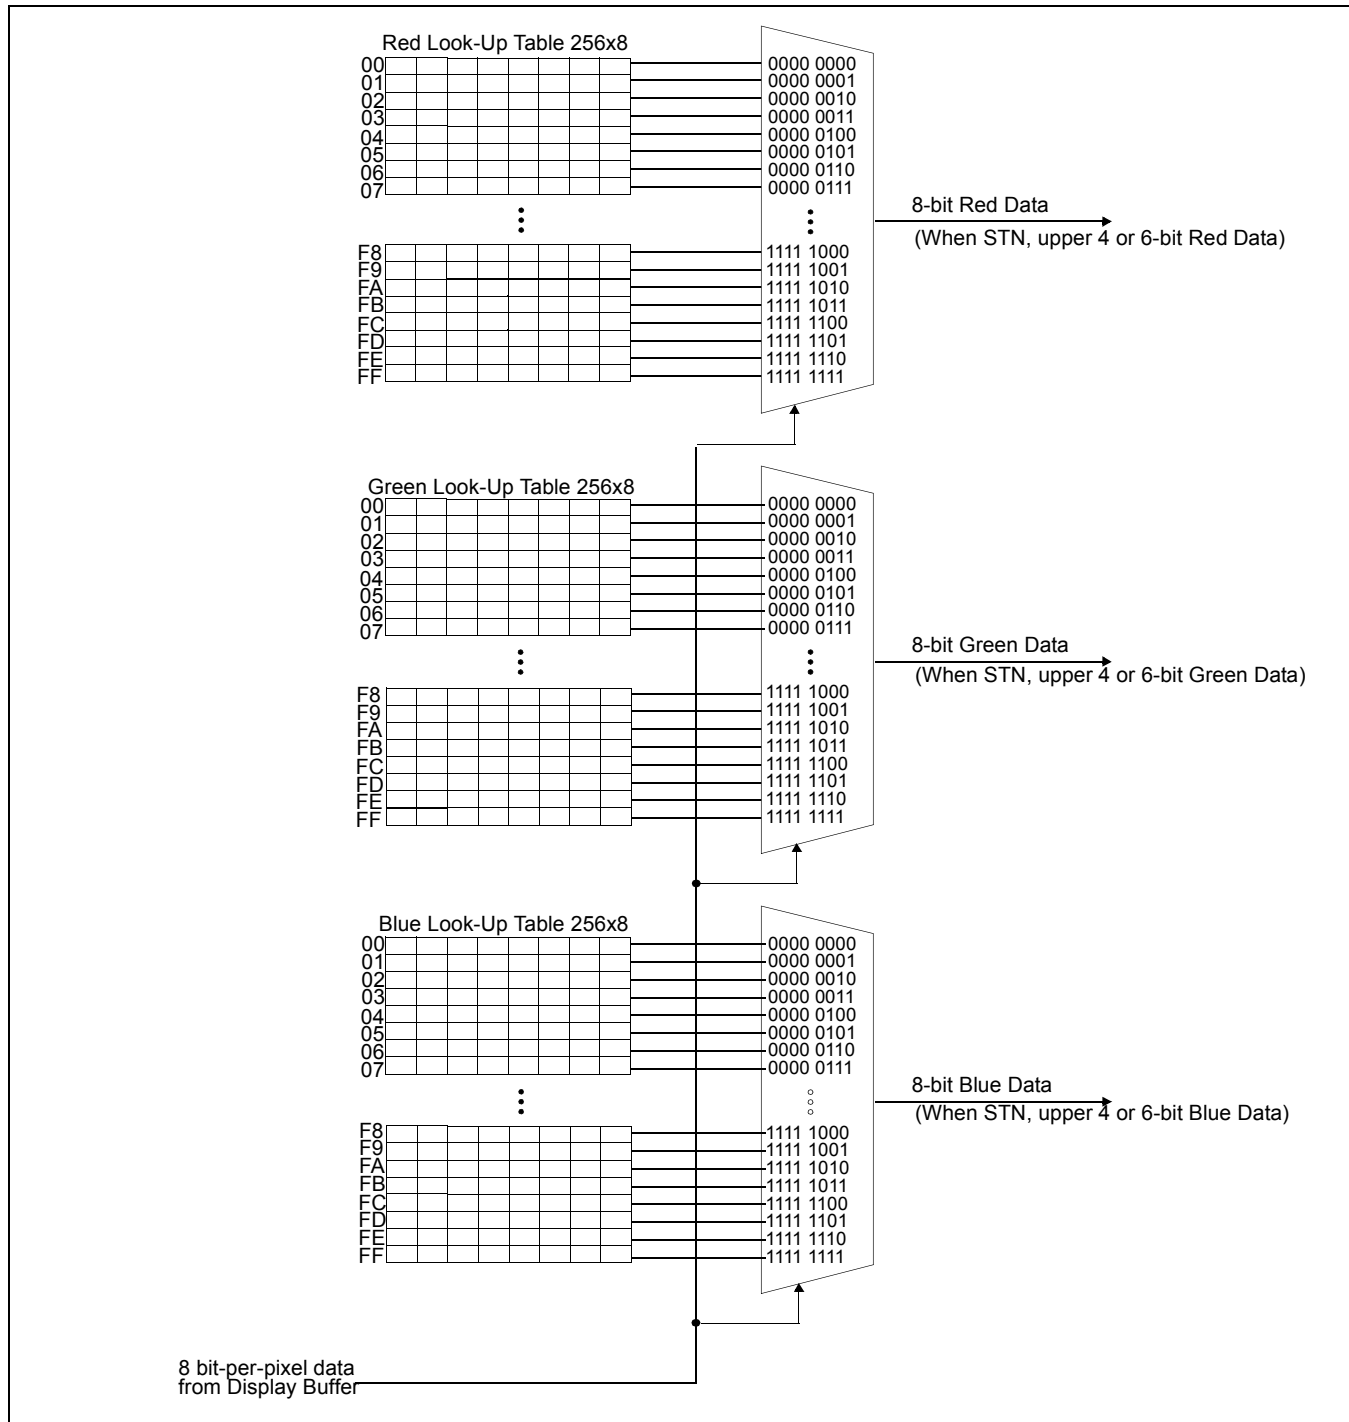 Red Look-Up Table 256x8
00 0000 0000
01 0000 0001
02 0000 0010
03 0000 0011
04 0000 0100
05 0000 0101
06 0000 0110
07 0000 0111
8-bit Red Data
(When STN, upper 4 or 6-bit Red Data)
F8 1111 1000
F9 1111 1001
FA 1111 1010
FB 1111 1011
FC 1111 1100
FD 1111 1101
FE 1111 1110
FF 1111 1111
Green Look-Up Table 256x8
00 0000 0000
01 0000 0001
02 0000 0010
03 0000 0011
04 0000 0100
05 0000 0101
06 0000 0110
07 0000 0111
8-bit Green Data
(When STN, upper 4 or 6-bit Green Data)
F8 1111 1000
F9 1111 1001
FA 1111 1010
FB 1111 1011
FC 1111 1100
FD 1111 1101
FE 1111 1110
FF 1111 1111
Blue Look-Up Table 256x8
00 0000 0000
01 0000 0001
02 0000 0010
03 0000 0011
04 0000 0100
05 0000 0101
06 0000 0110
07 0000 0111
8-bit Blue Data
(When STN, upper 4 or 6-bit Blue Data)
F8 1111 1000
F9 1111 1001
FA 1111 1010
FB 1111 1011
FC 1111 1100
FD 1111 1101
FE 1111 1110
FF 1111 1111
8 bit-per-pixel data
from Display Buffer